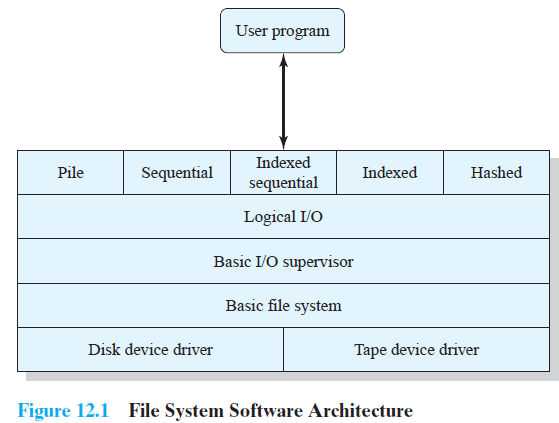 User program
Pile
Sequential
Indexed
sequential
Indexed
Hashed
Logical I/O
Basic I/O supervisor
Basic file system
Disk device driver
Tape device driver
Figure 12.1 File System Software Architecture